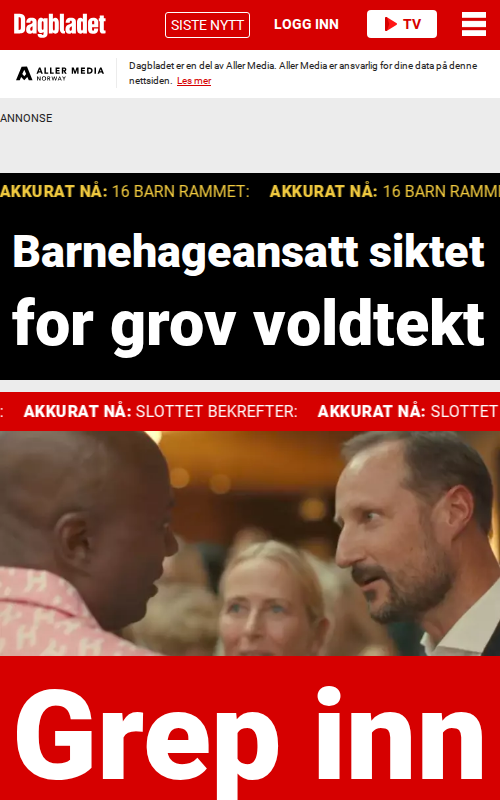 Dagbladet SISTE NYTT LOGG INN TV
ALLER MEDIA
NORWAY
Dagbladet er en del av Aller Media. Aller Media er ansvarlig for dine data på denne
nettsiden. Les mer
ANNONSE
AKKURAT NÅ: 16 BARN RAMMET: AKKURAT NÅ: 16 BARN RAMM
Barnehageansatt siktet
for grov voldtekt
: AKKURAT NÅ: SLOTTET BEKREFTER: AKKURAT NÅ: SLOTTET
Grep inn